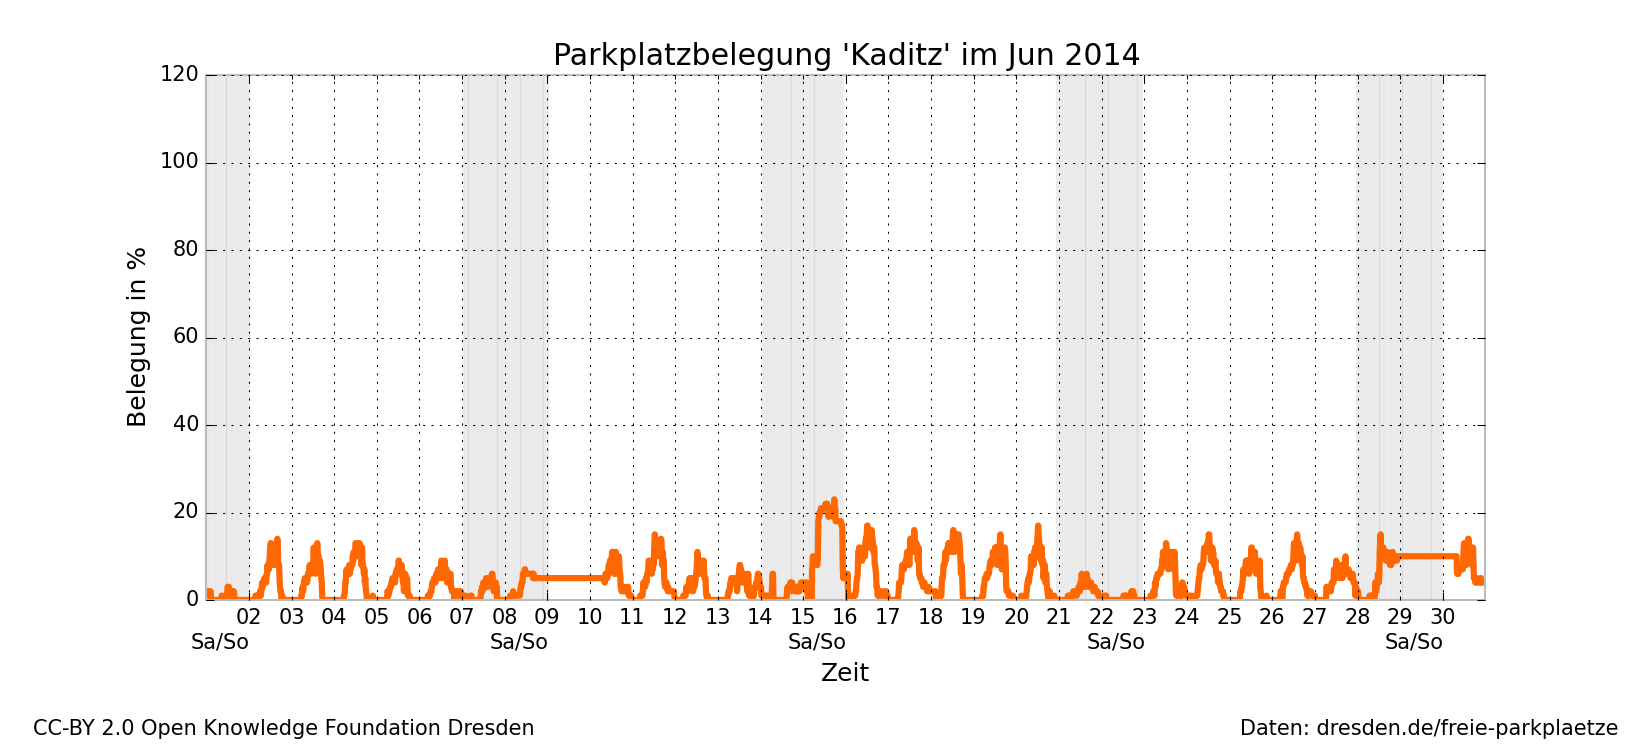 Parkplatzbelegung 'Kaditz' im Jun 2014
120
100
80
60
40
20
0
Belegung in %
02 03 04 05 06 07 08 09 10 11 12 13 14 15 16 17 18 19 20 21 22 23 24 25 26 27 28 29 30
Sa/So Sa/So Sa/So Sa/So Sa/So
Zeit
CC-BY 2.0 Open Knowledge Foundation Dresden
Daten: dresden.de/freie-parkplaetze